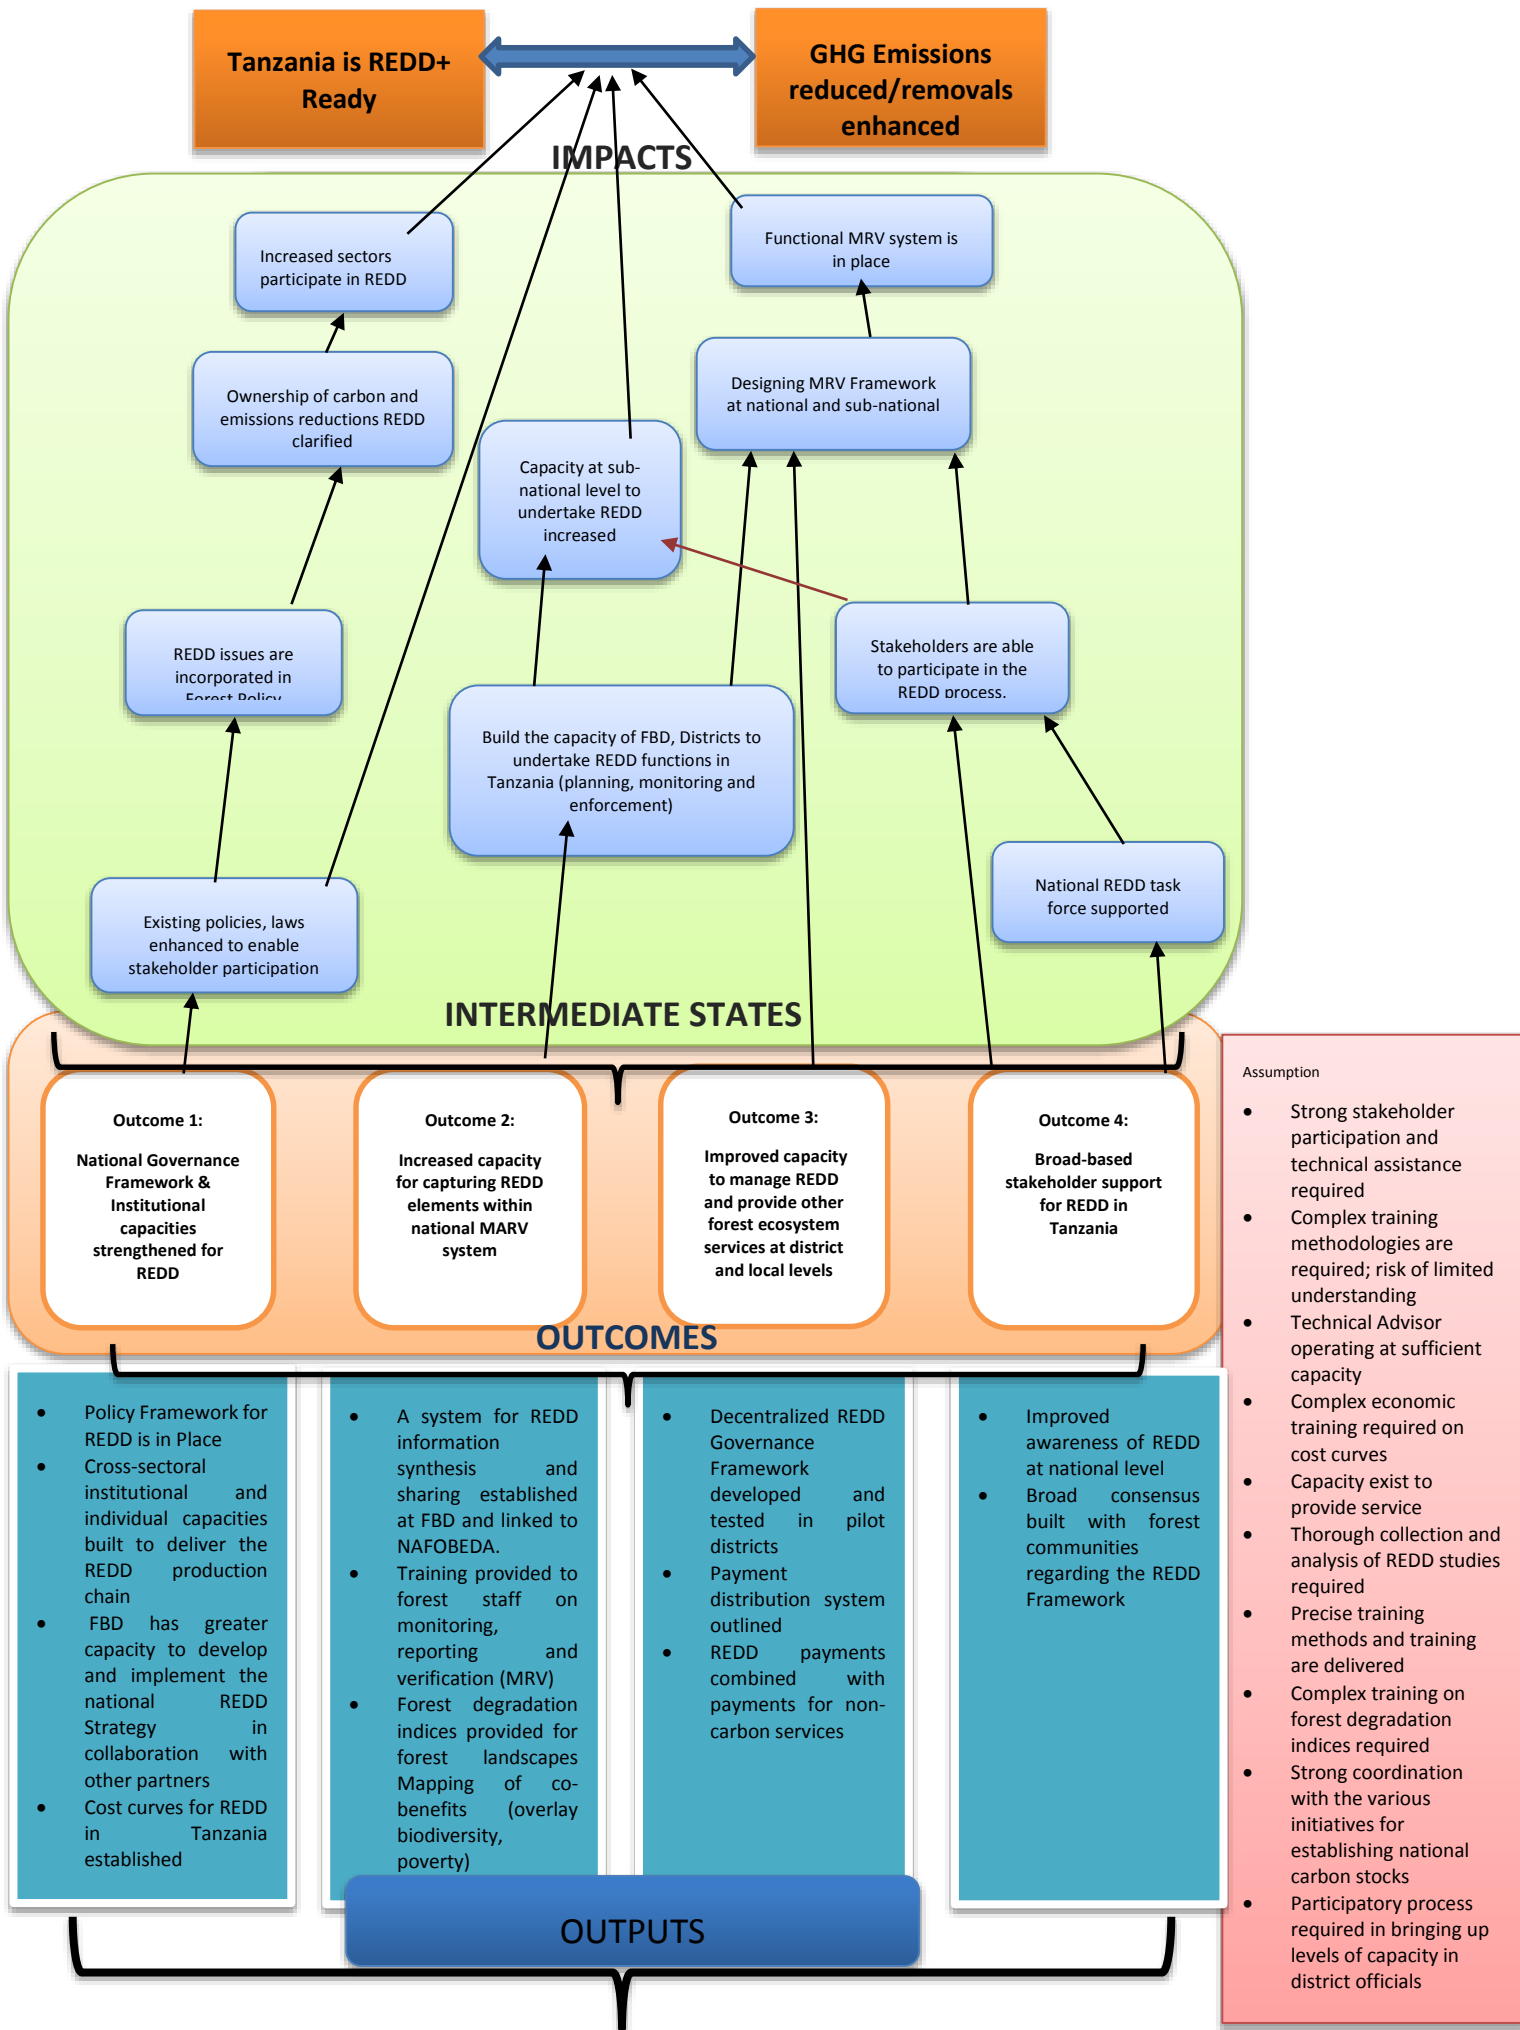 Tanzania is REDD+
Ready
GHG Emissions
reduced/removals
enhanced
IMPACTS
Increased sectors
participate in REDD
Functional MRV system is
in place
Ownership of carbon and
emissions reductions REDD
clarified
Designing MRV Framework
at national and sub-national
Capacity at sub-
national level to
undertake REDD
increased
REDD issues are
incorporated in
Forest Policy
Stakeholders are able
to participate in the
REDD process.
Build the capacity of FBD, Districts to
undertake REDD functions in
Tanzania (planning, monitoring and
enforcement)
National REDD task
force supported
Existing policies, laws
enhanced to enable
stakeholder participation
INTERMEDIATE STATES
Outcome 1:
National Governance
Framework &
Institutional
capacities
strengthened for
REDD
Outcome 2:
Increased capacity
for capturing REDD
elements within
national MARV
system
Outcome 3:
Improved capacity
to manage REDD
and provide other
forest ecosystem
services at district
and local levels
Outcome 4:
Broad-based
stakeholder support
for REDD in
Tanzania
OUTCOMES
• Policy Framework for
REDD is in Place
• Cross-sectoral
institutional and
individual capacities
built to deliver the
REDD production
chain
• FBD has greater
capacity to develop
and implement the
national REDD
Strategy in
collaboration with
other partners
• Cost curves for REDD
in Tanzania
established
• A system for REDD
information
synthesis and
sharing established
at FBD and linked to
NAFOBEDA.
• Training provided to
forest staff on
monitoring,
reporting and
verification (MRV)
• Forest degradation
indices provided for
forest landscapes
Mapping of co-
benefits (overlay
biodiversity,
poverty)
• Decentralized REDD
Governance
Framework
developed and
tested in pilot
districts
• Payment
distribution system
outlined
• REDD payments
combined with
payments for non-
carbon services
• Improved
awareness of REDD
at national level
• Broad consensus
built with forest
communities
regarding the REDD
Framework
OUTPUTS
Assumption
• Strong stakeholder
participation and
technical assistance
required
• Complex training
methodologies are
required; risk of limited
understanding
• Technical Advisor
operating at sufficient
capacity
• Complex economic
training required on
cost curves
• Capacity exist to
provide service
• Thorough collection and
analysis of REDD studies
required
• Precise training
methods and training
are delivered
• Complex training on
forest degradation
indices required
• Strong coordination
with the various
initiatives for
establishing national
carbon stocks
• Participatory process
required in bringing up
levels of capacity in
district officials